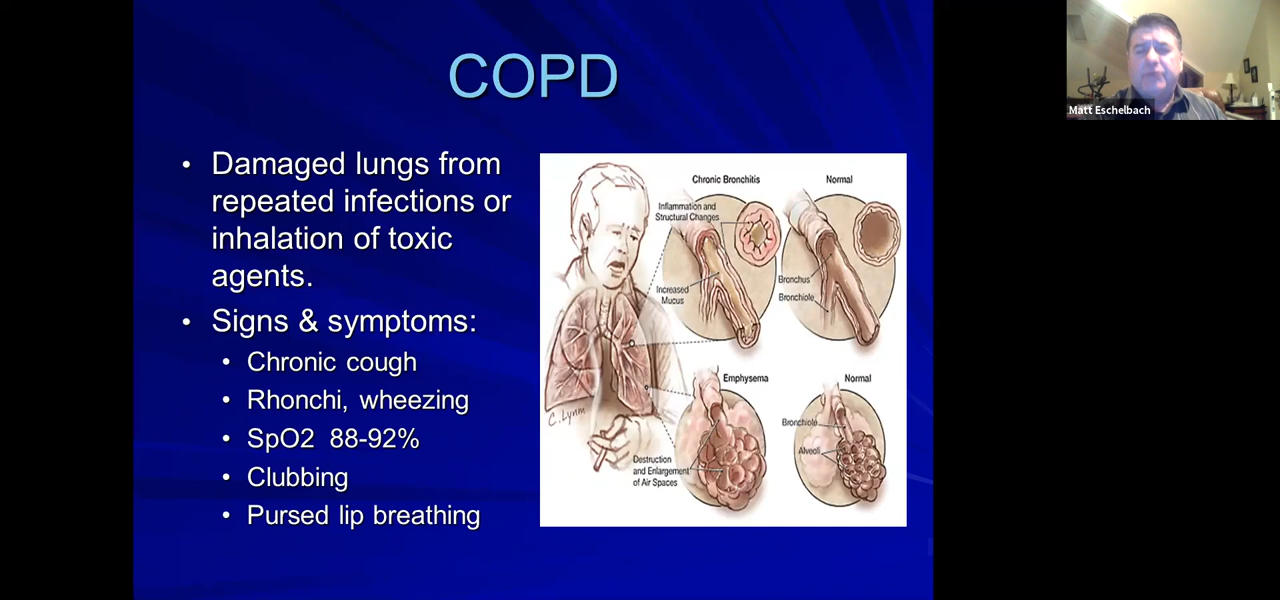 COPD
Matt Eschelbach
• Damaged lungs from
repeated infections or
inhalation of toxic
agents.
• Signs & symptoms:
• Chronic cough
• Rhonchi, wheezing
• SpO2 88-92%
• Clubbing
• Pursed lip breathing
Chronic Bronchitis
Normal
Inflammation and
Structural Changes
Increased
Mucus
Bronchus
Bronchiole
Emphysema
Normal
Bronchiole
Alveoli
Destruction
and Enlargement
of Air Spaces
C. Lynm